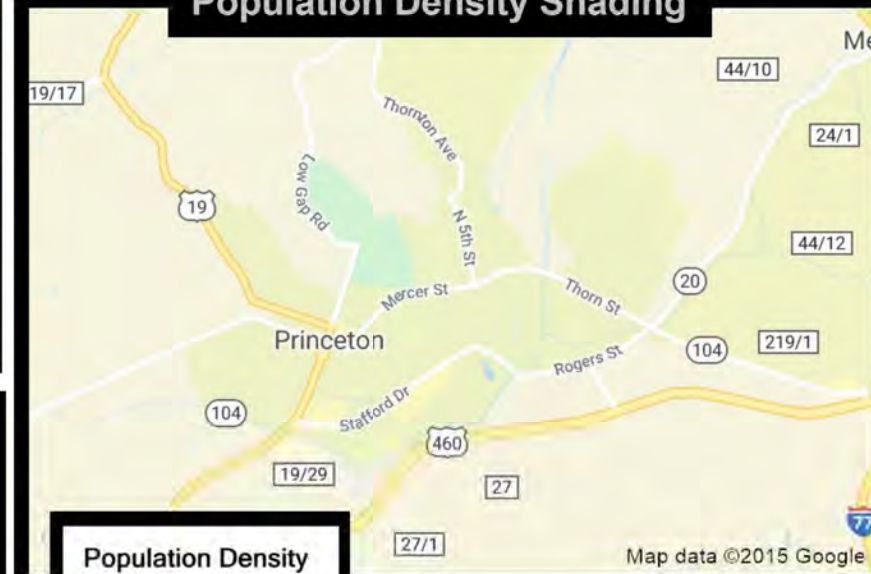 Population Density Shading
Me
44/10
19/17
24/1
Thornton Ave
Low Gap Rd
19
N 5th St
44/12
20
Mercer St
Thorn St
Princeton
219/1
104
Rogers St
104
Stafford Dr
460
19/29
27
77
27/1
Population Density
Map data ©2015 Google